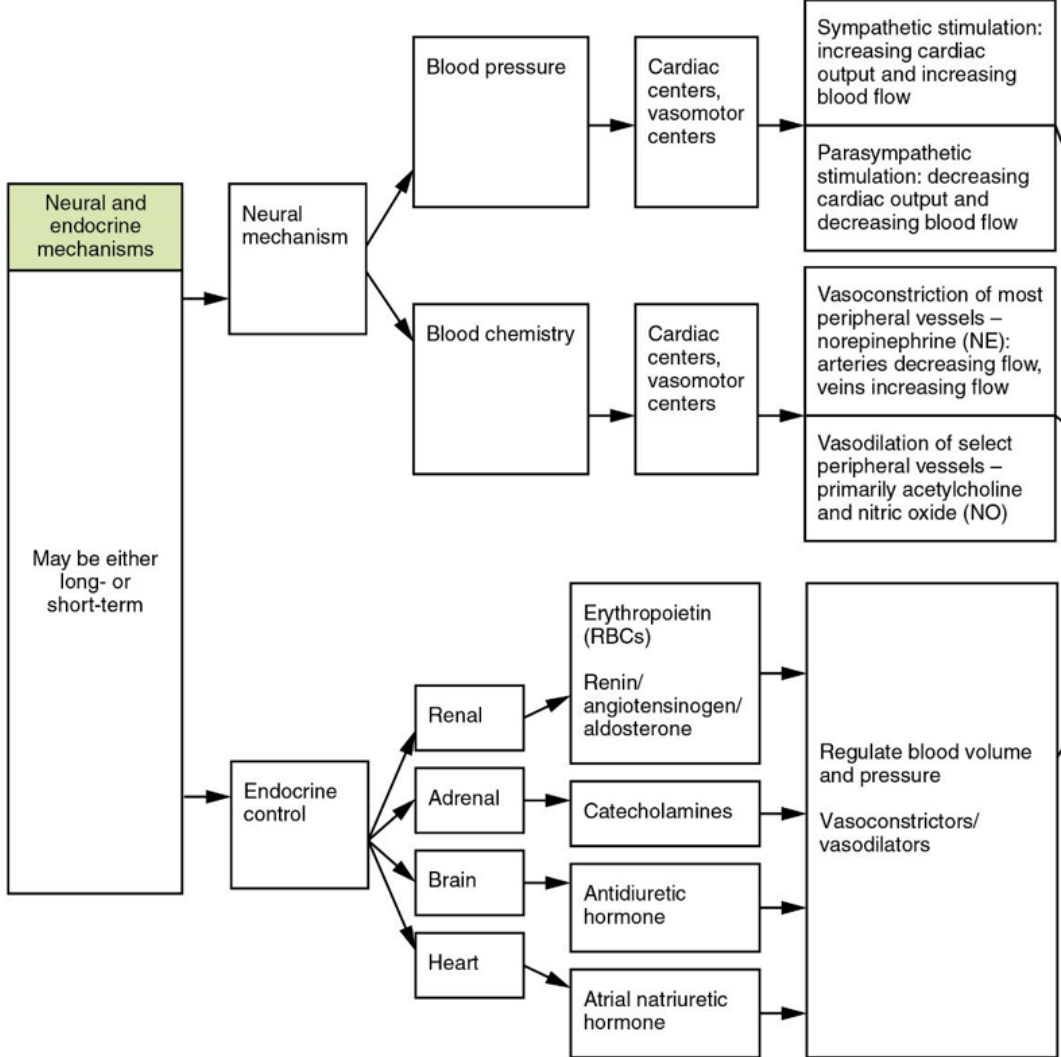 Neural and
endocrine
mechanisms
May be either
long- or
short-term
Neural
mechanism
Blood pressure
Cardiac
centers,
vasomotor
centers
Sympathetic stimulation:
increasing cardiac
output and increasing
blood flow
Parasympathetic
stimulation: decreasing
cardiac output and
decreasing blood flow
Blood chemistry
Cardiac
centers,
vasomotor
centers
Vasoconstriction of most
peripheral vessels –
norepinephrine (NE):
arteries decreasing flow,
veins increasing flow
Vasodilation of select
peripheral vessels –
primarily acetylcholine
and nitric oxide (NO)
Endocrine
control
Renal
Erythropoietin
(RBCs)
Renin/
angiotensinogen/
aldosterone
Adrenal
Catecholamines
Brain
Antidiuretic
hormone
Heart
Atrial natriuretic
hormone
Regulate blood volume
and pressure
Vasoconstrictors/
vasodilators